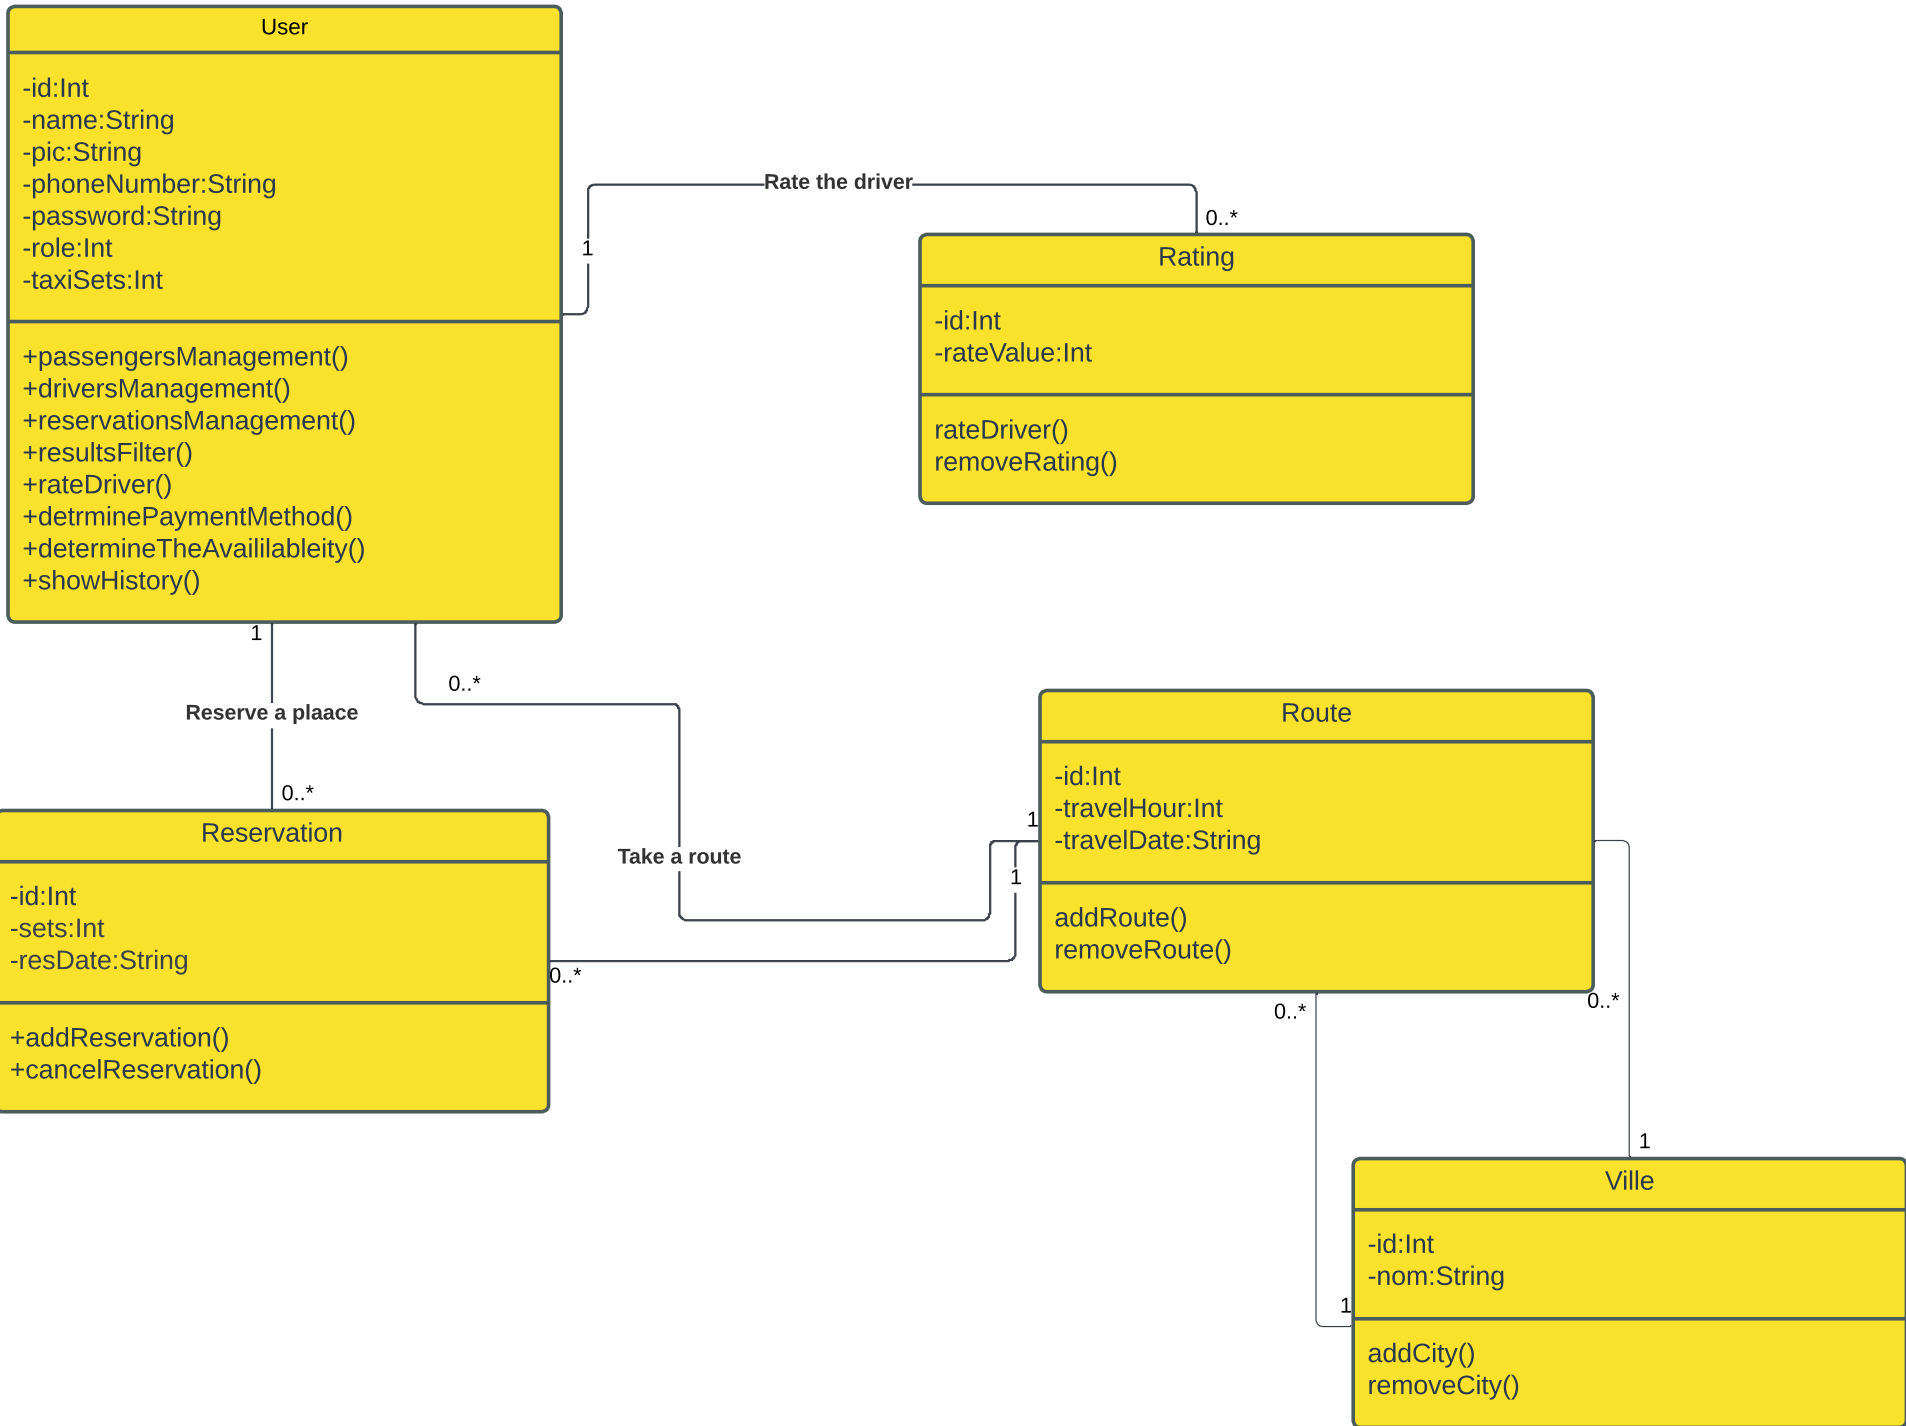 User
-id:Int
-name:String
-pic:String
-phoneNumber:String
-password:String
-role:Int
-taxiSets:Int
+passengersManagement()
+driversManagement()
+reservationsManagement()
+resultsFilter()
+rateDriver()
+detrminePaymentMethod()
+determineTheAvaililableity()
+showHistory()
1
Rate the driver
0..*
Rating
-id:Int
-rateValue:Int
rateDriver()
removeRating()
1
Reserve a plaace
0..*
0..*
Take a route
1
Reservation
-id:Int
-sets:Int
-resDate:String
+addReservation()
+cancelReservation()
0..*
1
Route
-id:Int
-travelHour:Int
-travelDate:String
addRoute()
removeRoute()
0..*
0..*
1
1
Ville
-id:Int
-nom:String
addCity()
removeCity()